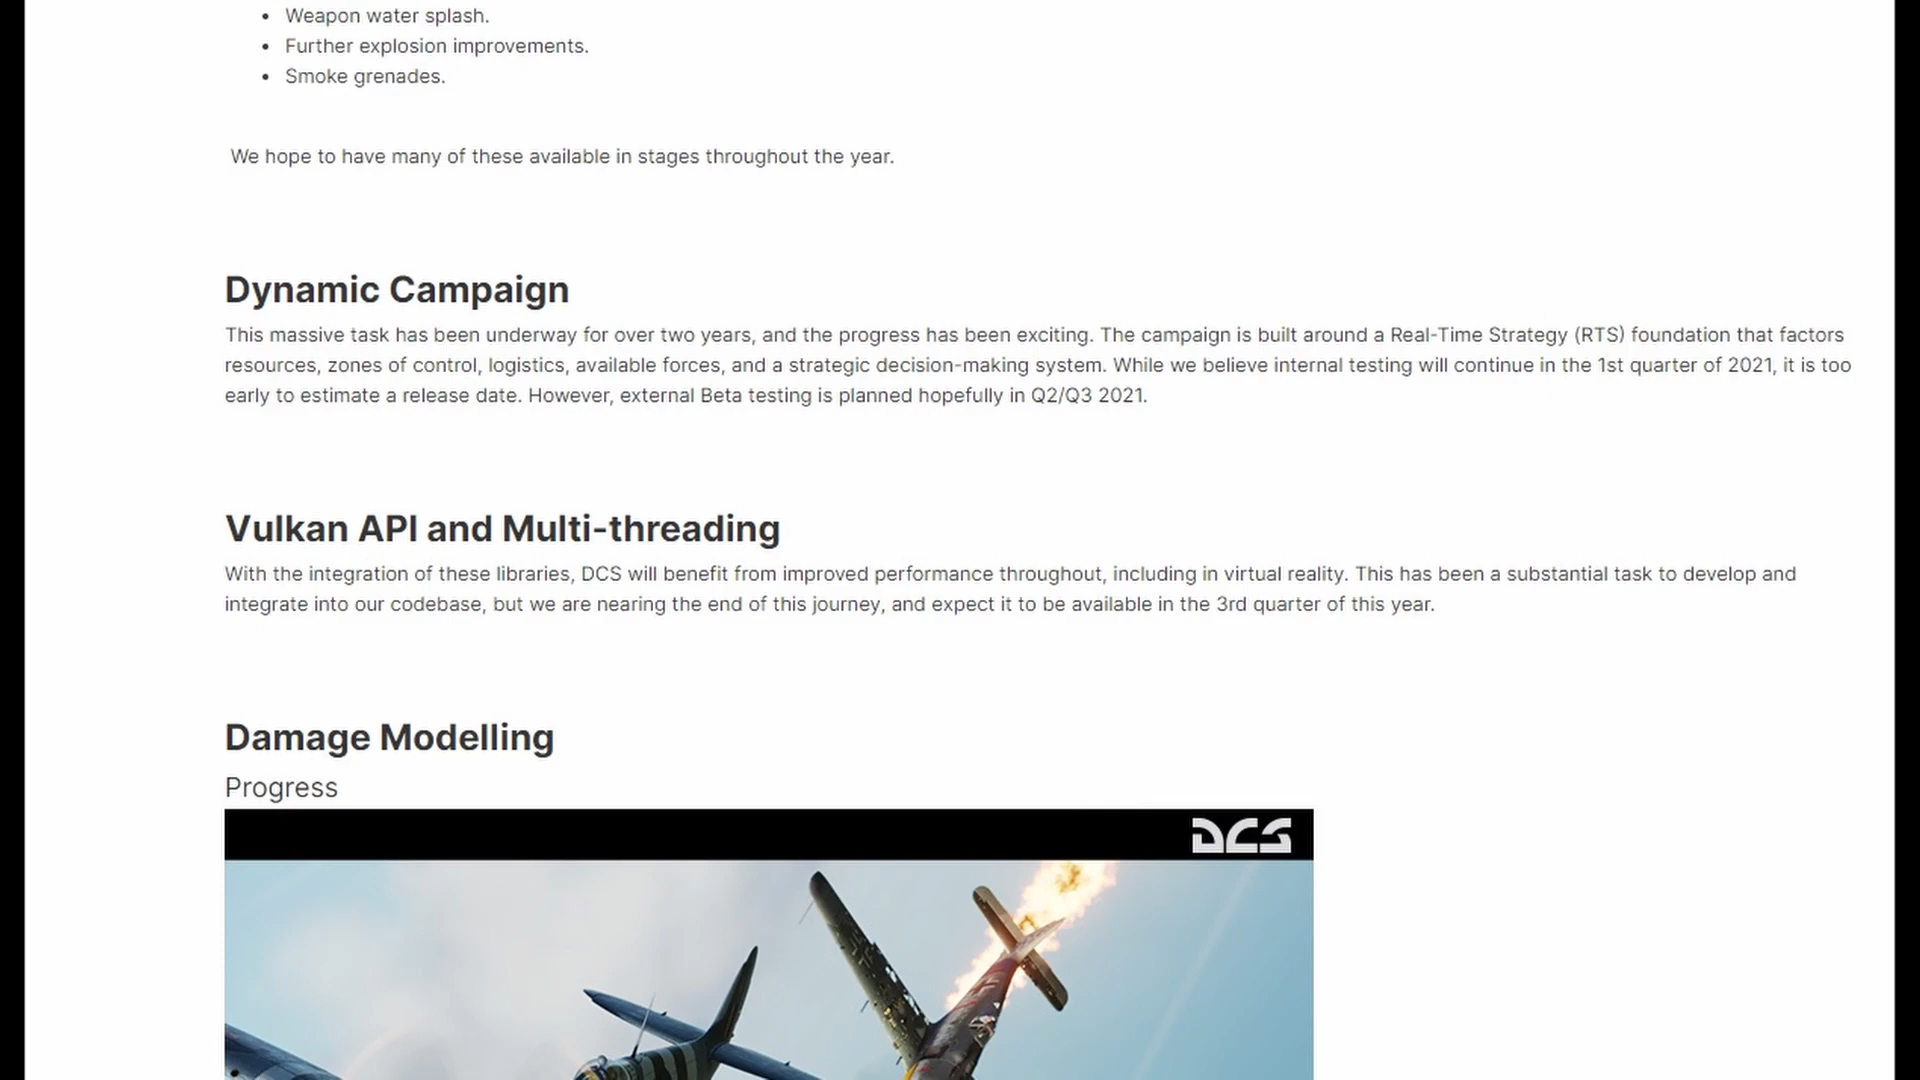 Weapon water splash.
Further explosion improvements.
Smoke grenades.
We hope to have many of these available in stages throughout the year.
Dynamic Campaign
This massive task has been underway for over two years, and the progress has been exciting. The campaign is built around a Real-Time Strategy (RTS) foundation that factors
resources, zones of control, logistics, available forces, and a strategic decision-making system. While we believe internal testing will continue in the 1st quarter of 2021, it is too
early to estimate a release date. However, external Beta testing is planned hopefully in Q2/Q3 2021.
Vulkan API and Multi-threading
With the integration of these libraries, DCS will benefit from improved performance throughout, including in virtual reality. This has been a substantial task to develop and
integrate into our codebase, but we are nearing the end of this journey, and expect it to be available in the 3rd quarter of this year.
Damage Modelling
Progress
DCS